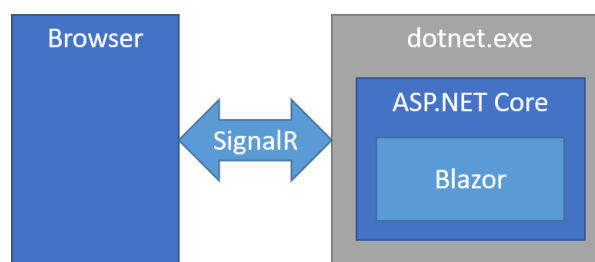 Browser
dotnet.exe
ASP.NET Core
SignalR
Blazor